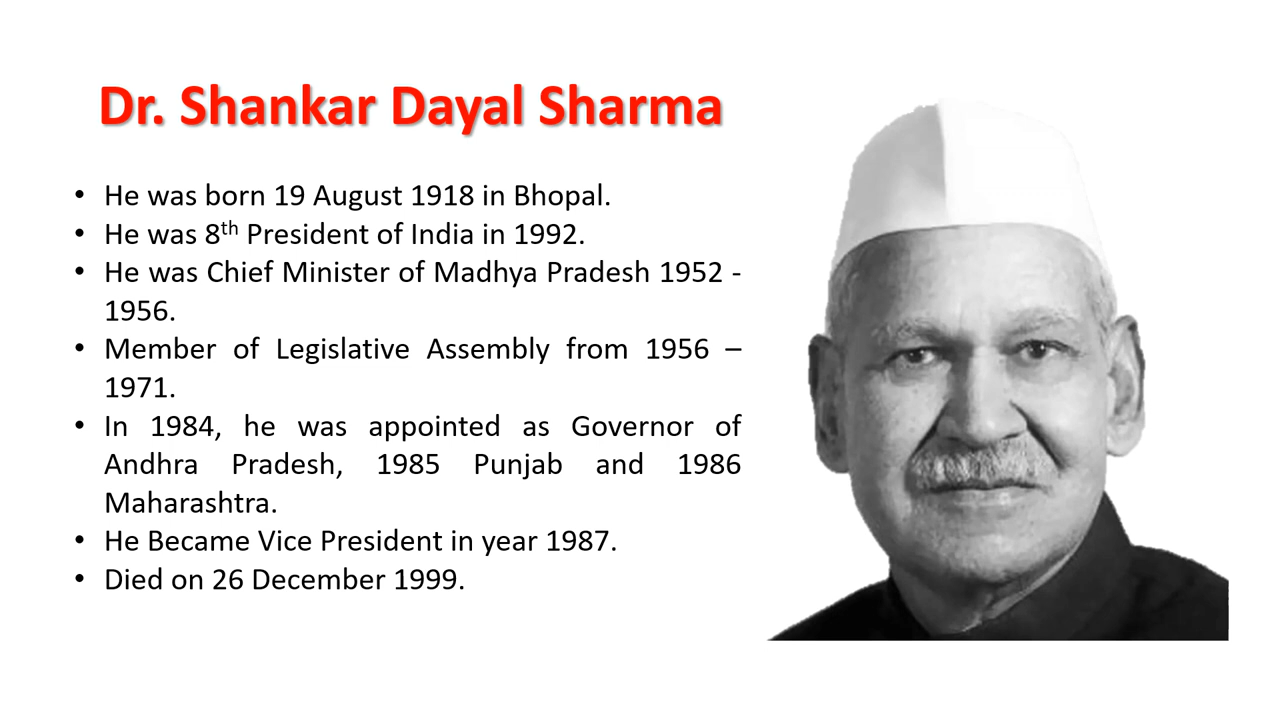 Dr. Shankar Dayal Sharma
• He was born 19 August 1918 in Bhopal.
• He was 8th President of India in 1992.
• He was Chief Minister of Madhya Pradesh 1952 -
1956.
• Member of Legislative Assembly from 1956 –
1971.
• In 1984, he was appointed as Governor of
Andhra Pradesh, 1985 Punjab and 1986
Maharashtra.
• He Became Vice President in year 1987.
• Died on 26 December 1999.